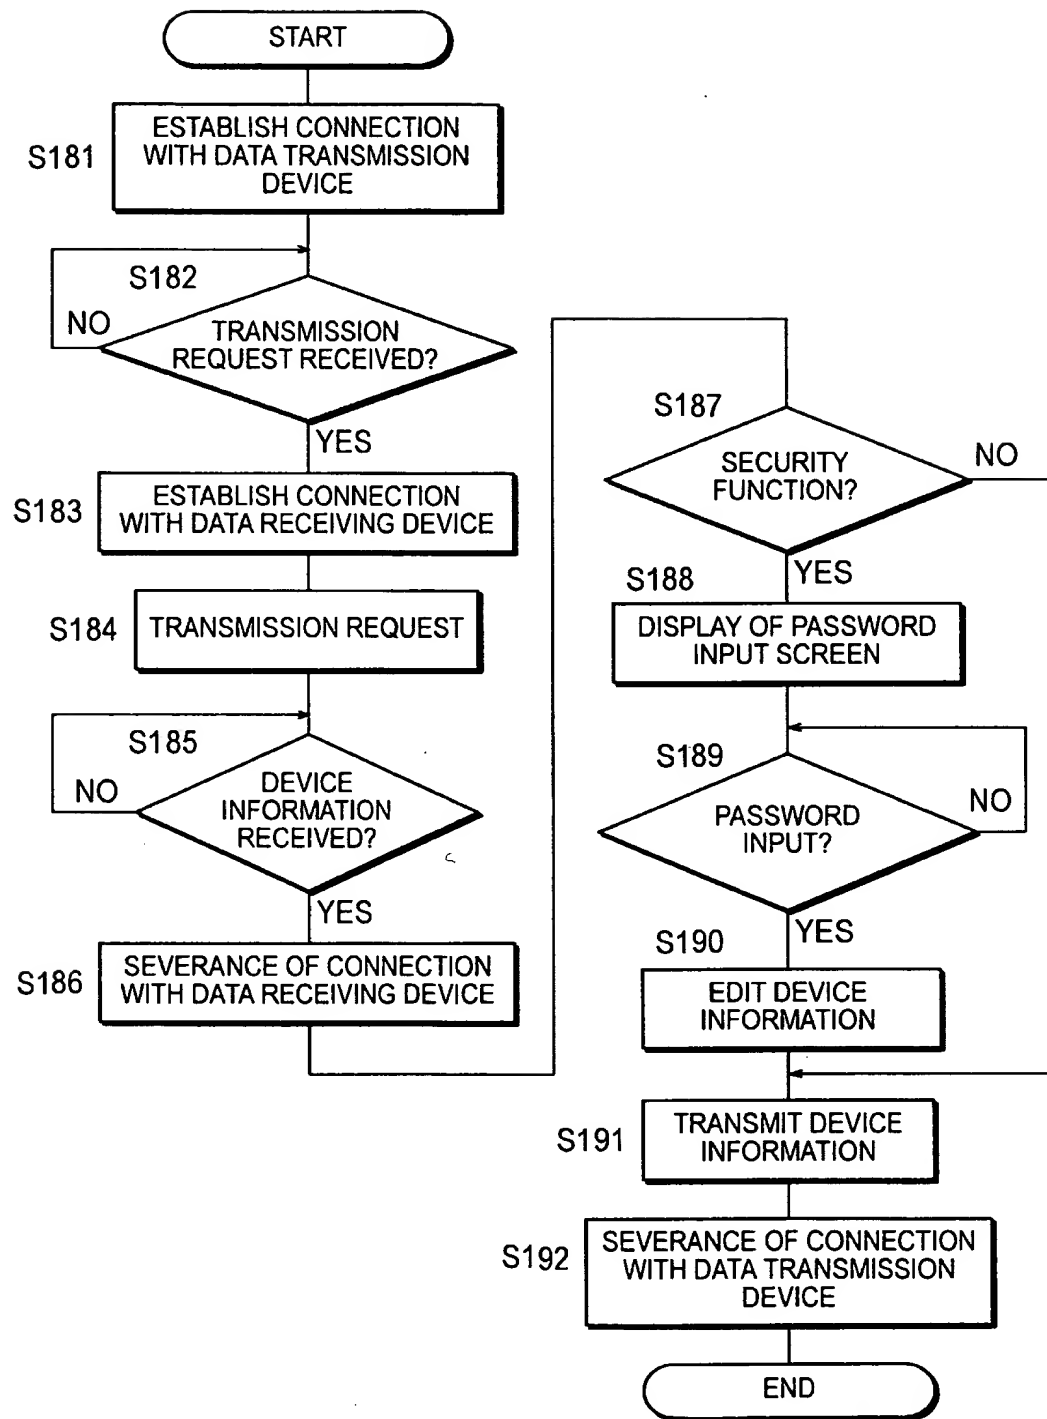 START
S181
ESTABLISH CONNECTION
WITH DATA TRANSMISSION
DEVICE
S182
NO
TRANSMISSION
REQUEST RECEIVED?
YES
S183
ESTABLISH CONNECTION
WITH DATA RECEIVING DEVICE
S184
TRANSMISSION REQUEST
S185
NO
DEVICE
INFORMATION
RECEIVED?
YES
S186
SEVERANCE OF CONNECTION
WITH DATA RECEIVING DEVICE
S187
SECURITY
FUNCTION?
NO
YES
S188
DISPLAY OF PASSWORD
INPUT SCREEN
S189
PASSWORD
INPUT?
NO
YES
S190
EDIT DEVICE
INFORMATION
S191
TRANSMIT DEVICE
INFORMATION
S192
SEVERANCE OF CONNECTION
WITH DATA TRANSMISSION
DEVICE
END